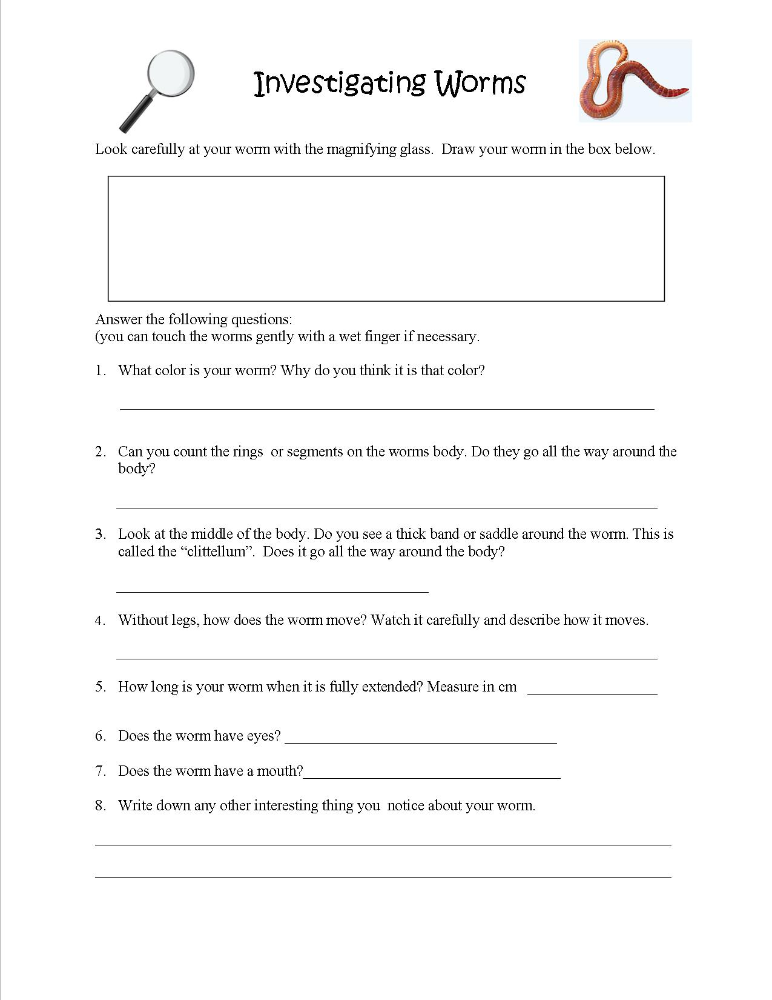 Investigating Worms
Look carefully at your worm with the magnifying glass.  Draw your worm in the box below.
Answer the following questions:
(you can touch the worms gently with a wet finger if necessary.
1.   What color is your worm? Why do you think it is that color?
2.   Can you count the rings  or segments on the worms body. Do they go all the way around the
body?
3.   Look at the middle of the body. Do you see a thick band or saddle around the worm. This is
called the “clittellum”.  Does it go all the way around the body?
4.   Without legs, how does the worm move? Watch it carefully and describe how it moves.
5.   How long is your worm when it is fully extended? Measure in cm
6.   Does the worm have eyes?
7.   Does the worm have a mouth?
8.   Write down any other interesting thing you  notice about your worm.